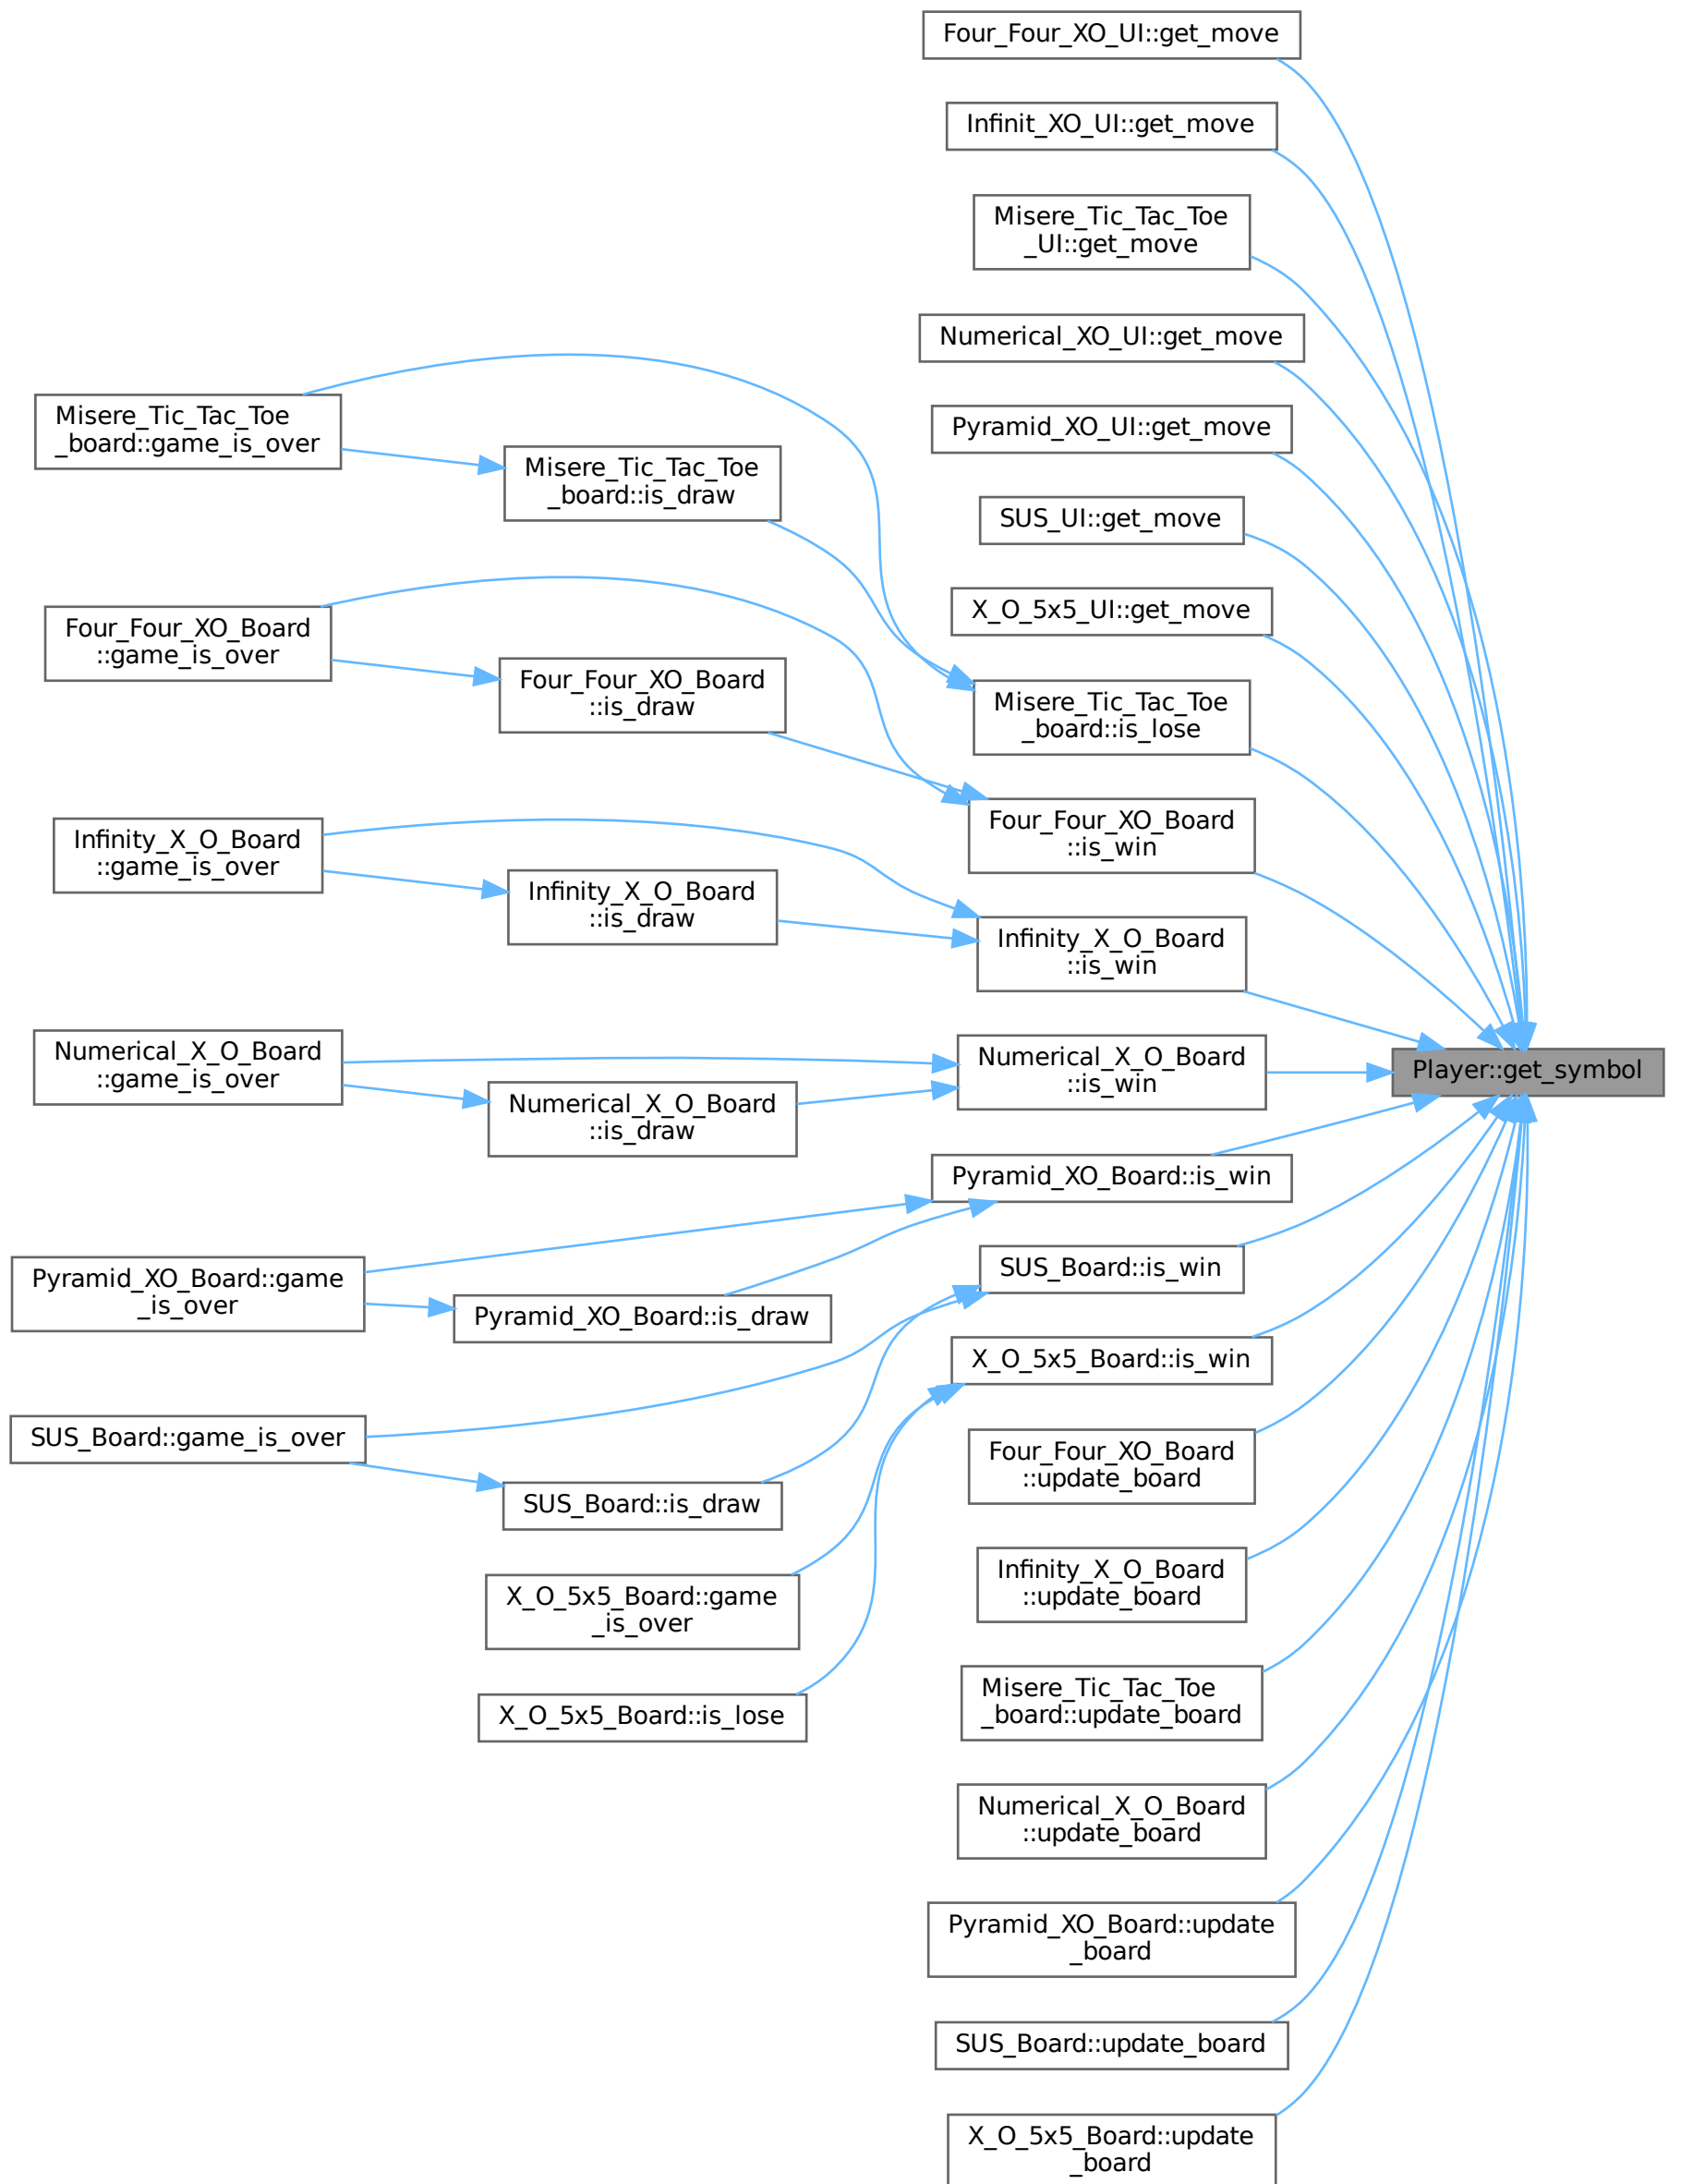 Four_Four_XO_UI::get_move
Infinit_XO_UI::get_move
Misere_Tic_Tac_Toe
_UI::get_move
Numerical_XO_UI::get_move
Pyramid_XO_UI::get_move
SUS_UI::get_move
X_O_5x5_UI::get_move
Misere_Tic_Tac_Toe
_board::game_is_over
Misere_Tic_Tac_Toe
_board::is_draw
Misere_Tic_Tac_Toe
_board::is_lose
Four_Four_XO_Board
::game_is_over
Four_Four_XO_Board
::is_draw
Four_Four_XO_Board
::is_win
Infinity_X_O_Board
::game_is_over
Infinity_X_O_Board
::is_draw
Infinity_X_O_Board
::is_win
Numerical_X_O_Board
::game_is_over
Numerical_X_O_Board
::is_draw
Numerical_X_O_Board
::is_win
Player::get_symbol
Pyramid_XO_Board::is_win
Pyramid_XO_Board::game
_is_over
Pyramid_XO_Board::is_draw
SUS_Board::is_win
X_O_5x5_Board::is_win
SUS_Board::game_is_over
SUS_Board::is_draw
X_O_5x5_Board::game
_is_over
X_O_5x5_Board::is_lose
Four_Four_XO_Board
::update_board
Infinity_X_O_Board
::update_board
Misere_Tic_Tac_Toe
_board::update_board
Numerical_X_O_Board
::update_board
Pyramid_XO_Board::update
_board
SUS_Board::update_board
X_O_5x5_Board::update
_board